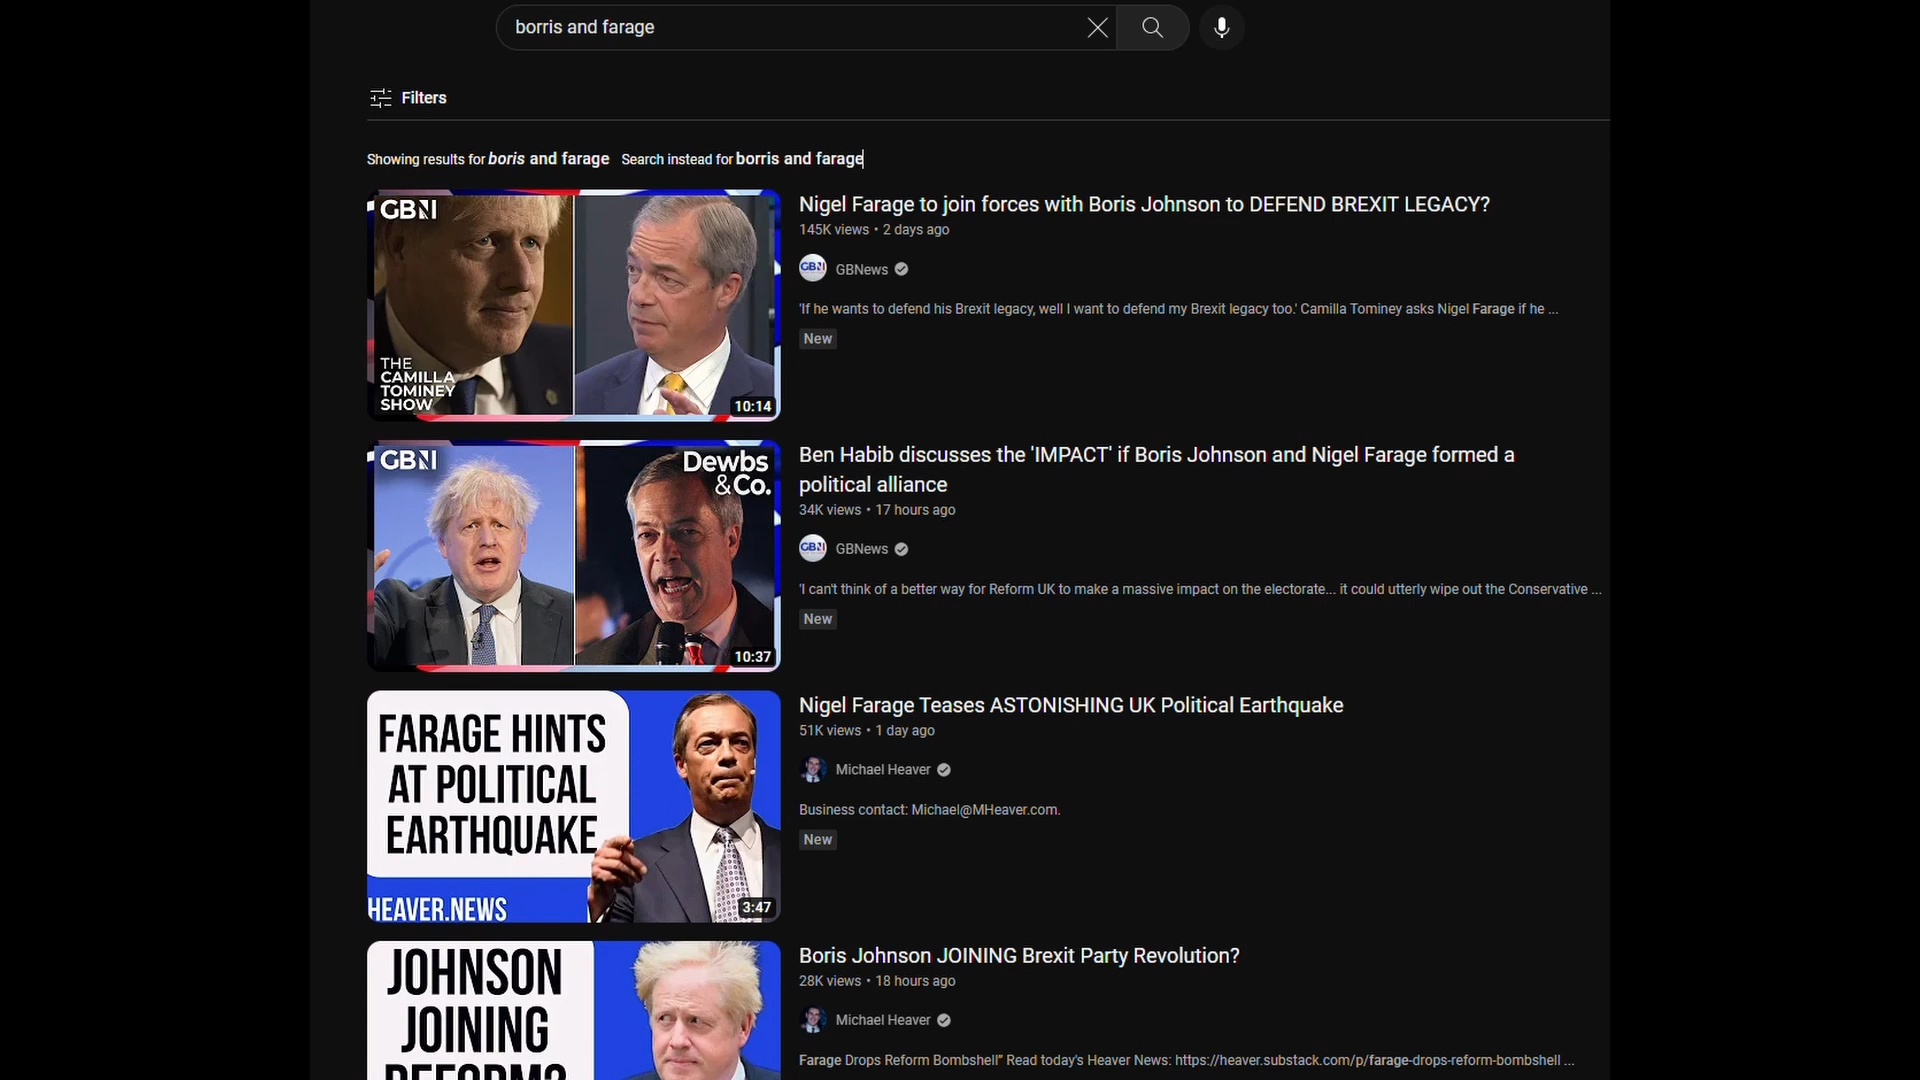 borris and farage
Filters
Showing results for boris and farage Search instead for borris and farage
GBN
THE
CAMILLA
TOMINEY
SHOW
10:14
Nigel Farage to join forces with Boris Johnson to DEFEND BREXIT LEGACY?
145K views • 2 days ago
GBN
GBNews
'If he wants to defend his Brexit legacy, well I want to defend my Brexit legacy too.' Camilla Tominey asks Nigel Farage if he ...
New
GBN
Dewbs
&Co.
10:37
Ben Habib discusses the 'IMPACT' if Boris Johnson and Nigel Farage formed a
political alliance
34K views • 17 hours ago
GBN
GBNews
'I can't think of a better way for Reform UK to make a massive impact on the electorate... it could utterly wipe out the Conservative ...
New
FARAGE HINTS
AT POLITICAL
EARTHQUAKE
HEAVER.NEWS
3:47
Nigel Farage Teases ASTONISHING UK Political Earthquake
51K views • 1 day ago
Michael Heaver
Business contact: Michael@MHeaver.com.
New
JOHNSON
JOINING
REFORM?
Boris Johnson JOINING Brexit Party Revolution?
28K views • 18 hours ago
Michael Heaver
Farage Drops Reform Bombshell" Read today's Heaver News: https://heaver.substack.com/p/farage-drops-reform-bombshell ...